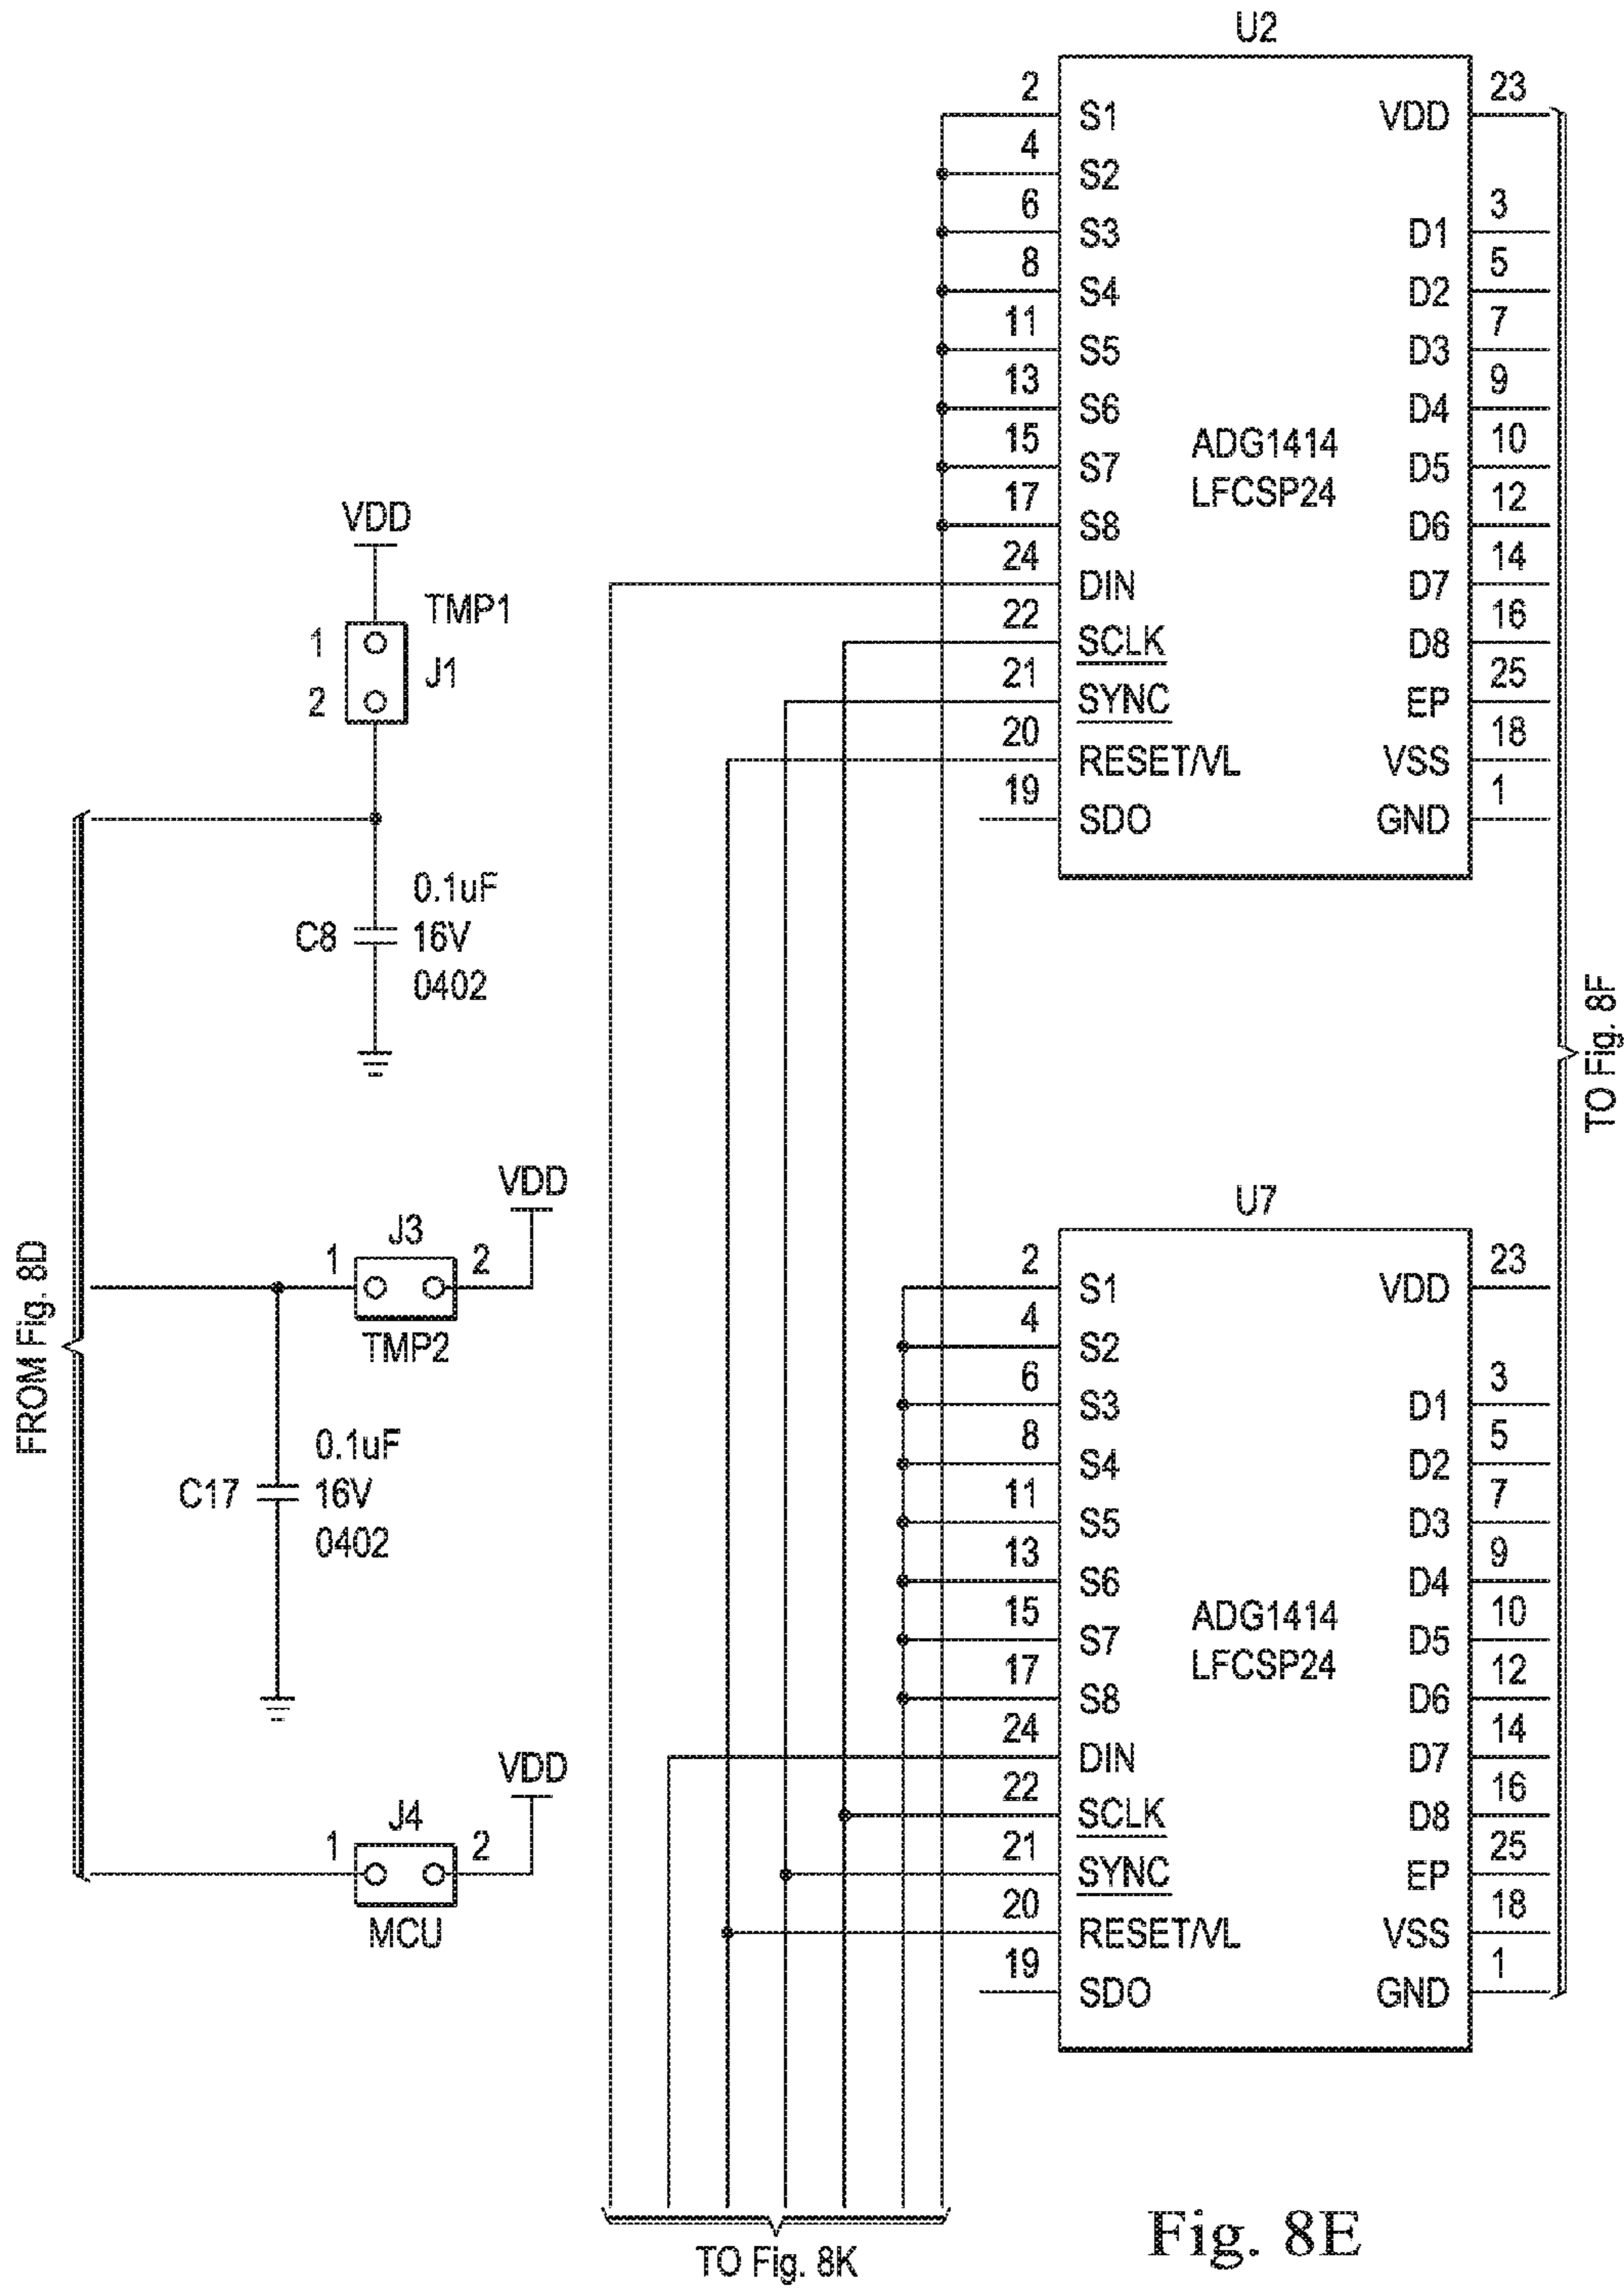 U2
2
S1
4
S2
6
S3
8
S4
11
S5
13
S6
15
S7
17
S8
24
DIN
22
SCLK
21
SYNC
20
RESET/VL
19
SDO
ADG1414
LFCSP24
VDD
23
D1
3
D2
5
D3
7
D4
9
D5
10
D6
12
D7
14
D8
16
EP
25
VSS
18
GND
1
VDD
TMP1
1
J1
2
0.1uF
C8
16V
0402
VDD
J3
1
2
TMP2
0.1uF
C17
16V
0402
VDD
J4
1
2
MCU
FROM Fig. 8D
U7
2
S1
4
S2
6
S3
8
S4
11
S5
13
S6
15
S7
17
S8
24
DIN
22
SCLK
21
SYNC
20
RESET/VL
19
SDO
ADG1414
LFCSP24
VDD
23
D1
3
D2
5
D3
7
D4
9
D5
10
D6
12
D7
14
D8
16
EP
25
VSS
18
GND
1
TO Fig. 8F
TO Fig. 8K
Fig. 8E